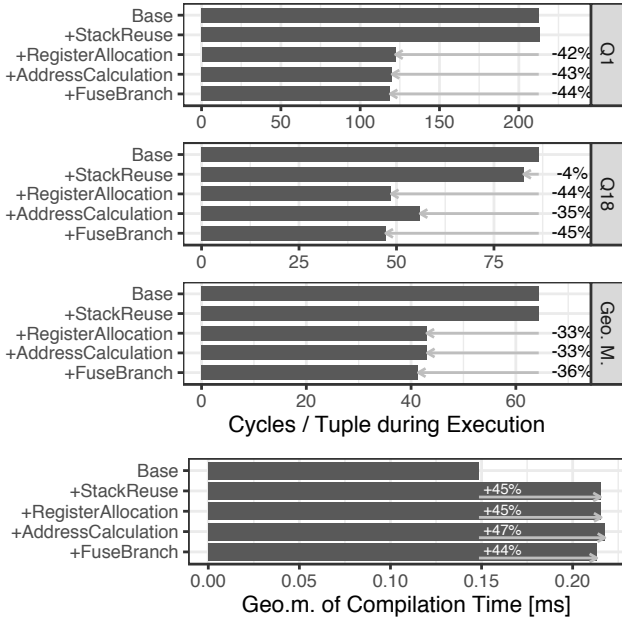 Base
+StackReuse
+RegisterAllocation -42%
+AddressCalculation -43%
+FuseBranch -44%
Q1
0 50 100 150 200
Base
+StackReuse -4%
+RegisterAllocation -44%
+AddressCalculation -35%
+FuseBranch -45%
Q18
0 25 50 75
Base
+StackReuse
+RegisterAllocation -33%
+AddressCalculation -33%
+FuseBranch -36%
Geo. M.
0 20 40 60
Cycles / Tuple during Execution
Base
+StackReuse +45%
+RegisterAllocation +45%
+AddressCalculation +47%
+FuseBranch +44%
0.00 0.05 0.10 0.15 0.20
Geo.m. of Compilation Time [ms]